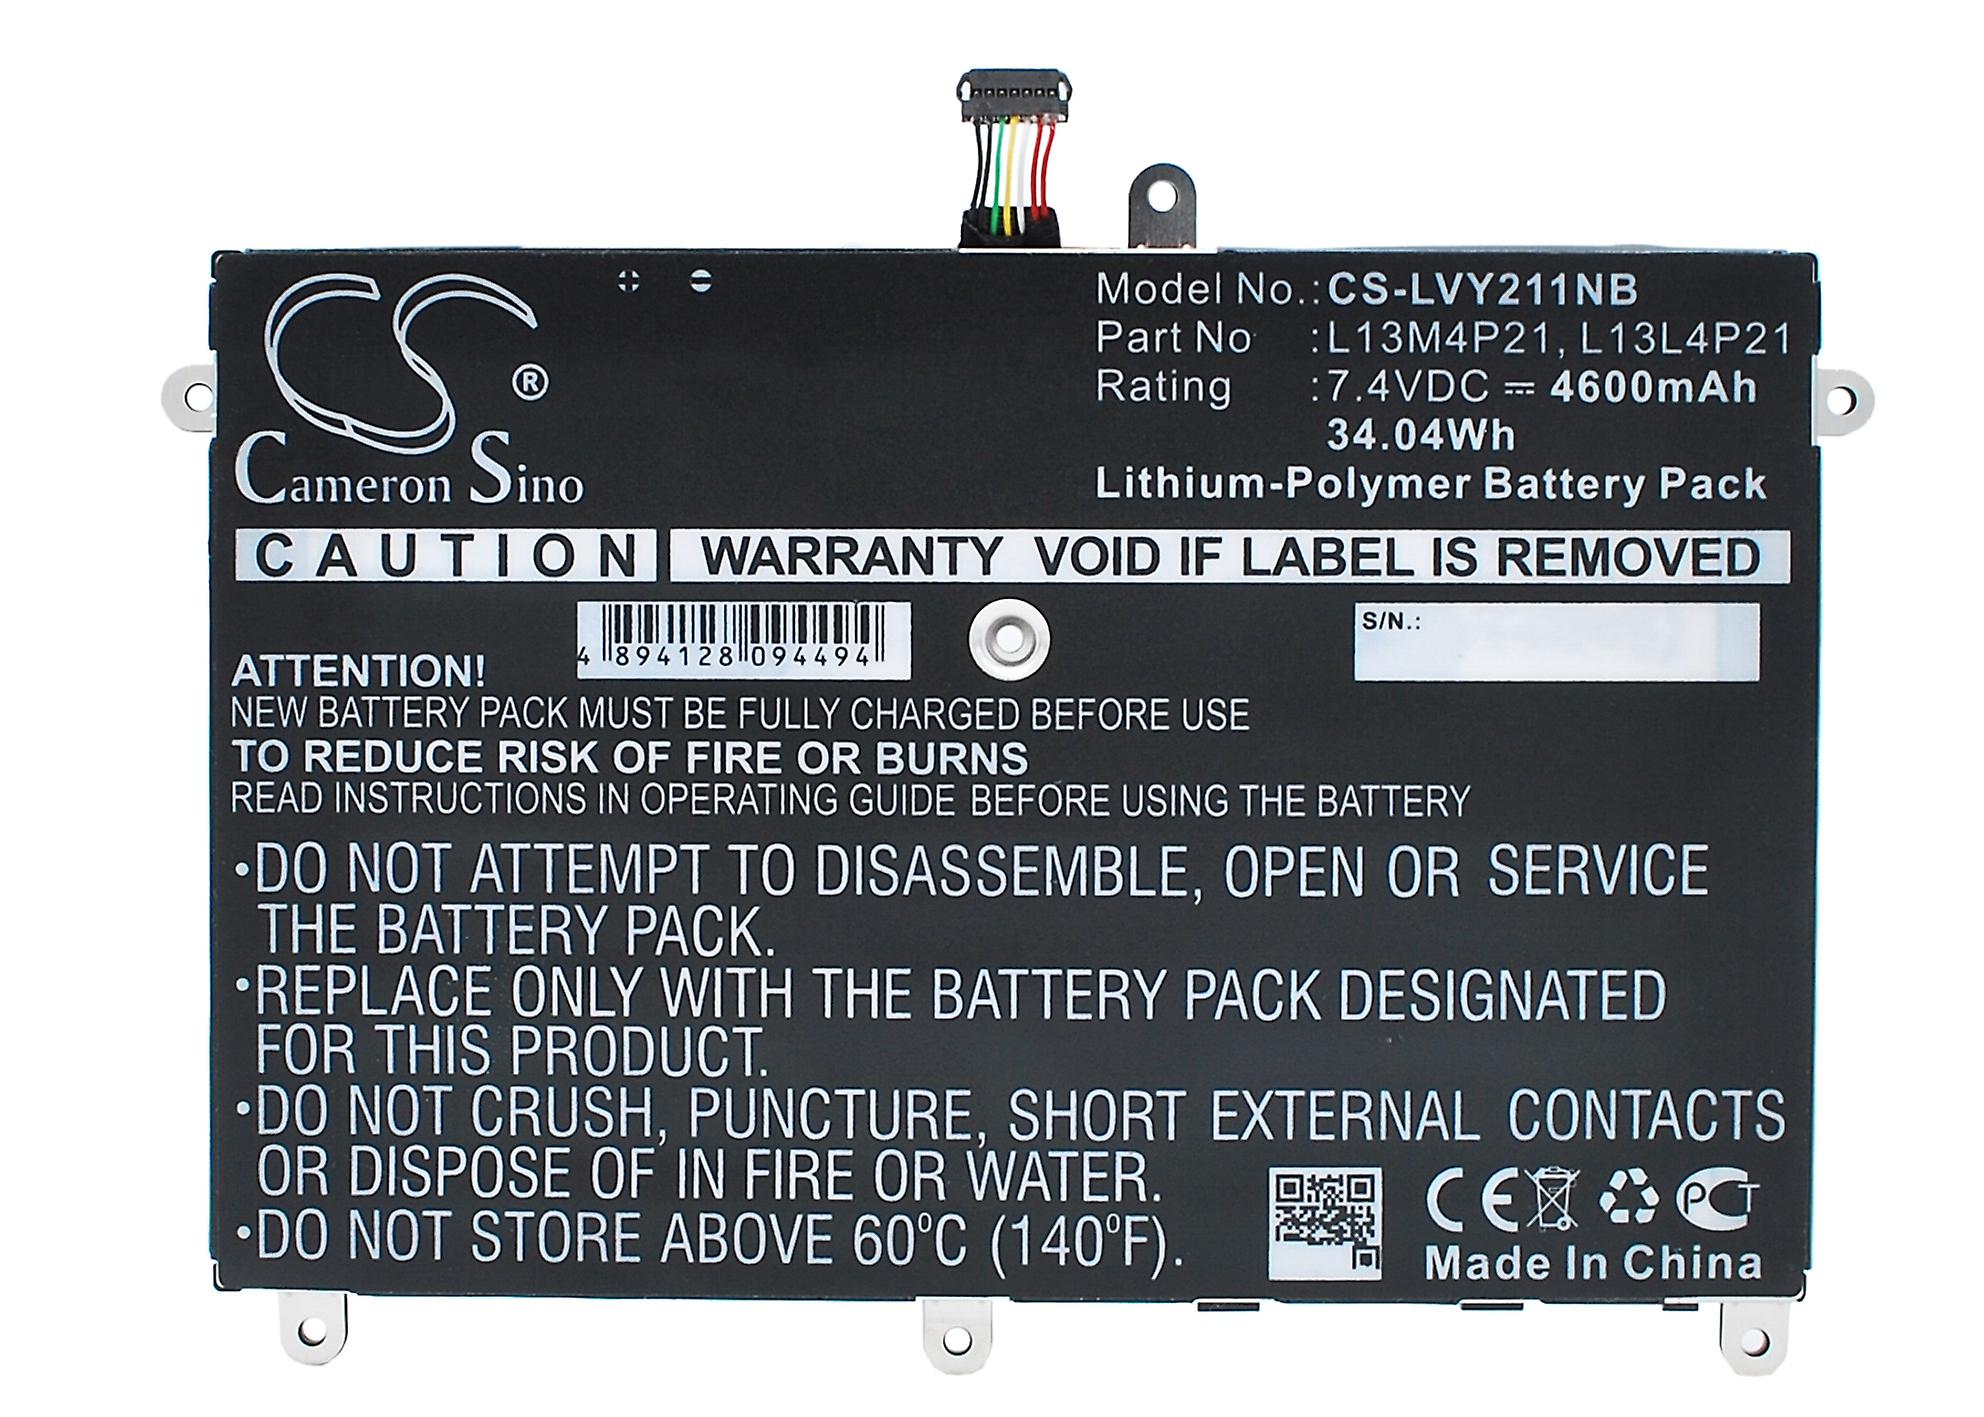 CS®
Cameron Sino
Model No.: CS-LVY211NB
Part No : L13M4P21, L13L4P21
Rating : 7.4VDC ⎓ 4600mAh
34.04Wh
Lithium-Polymer Battery Pack
CAUTION
WARRANTY VOID IF LABEL IS REMOVED
4 894128 094494
S/N.:
ATTENTION!
NEW BATTERY PACK MUST BE FULLY CHARGED BEFORE USE
TO REDUCE RISK OF FIRE OR BURNS
READ INSTRUCTIONS IN OPERATING GUIDE BEFORE USING THE BATTERY
·DO NOT ATTEMPT TO DISASSEMBLE, OPEN OR SERVICE
THE BATTERY PACK.
·REPLACE ONLY WITH THE BATTERY PACK DESIGNATED
FOR THIS PRODUCT.
·DO NOT CRUSH, PUNCTURE, SHORT EXTERNAL CONTACTS
OR DISPOSE OF IN FIRE OR WATER.
·DO NOT STORE ABOVE 60ºC (140ºF).
CE PCT
Made In China